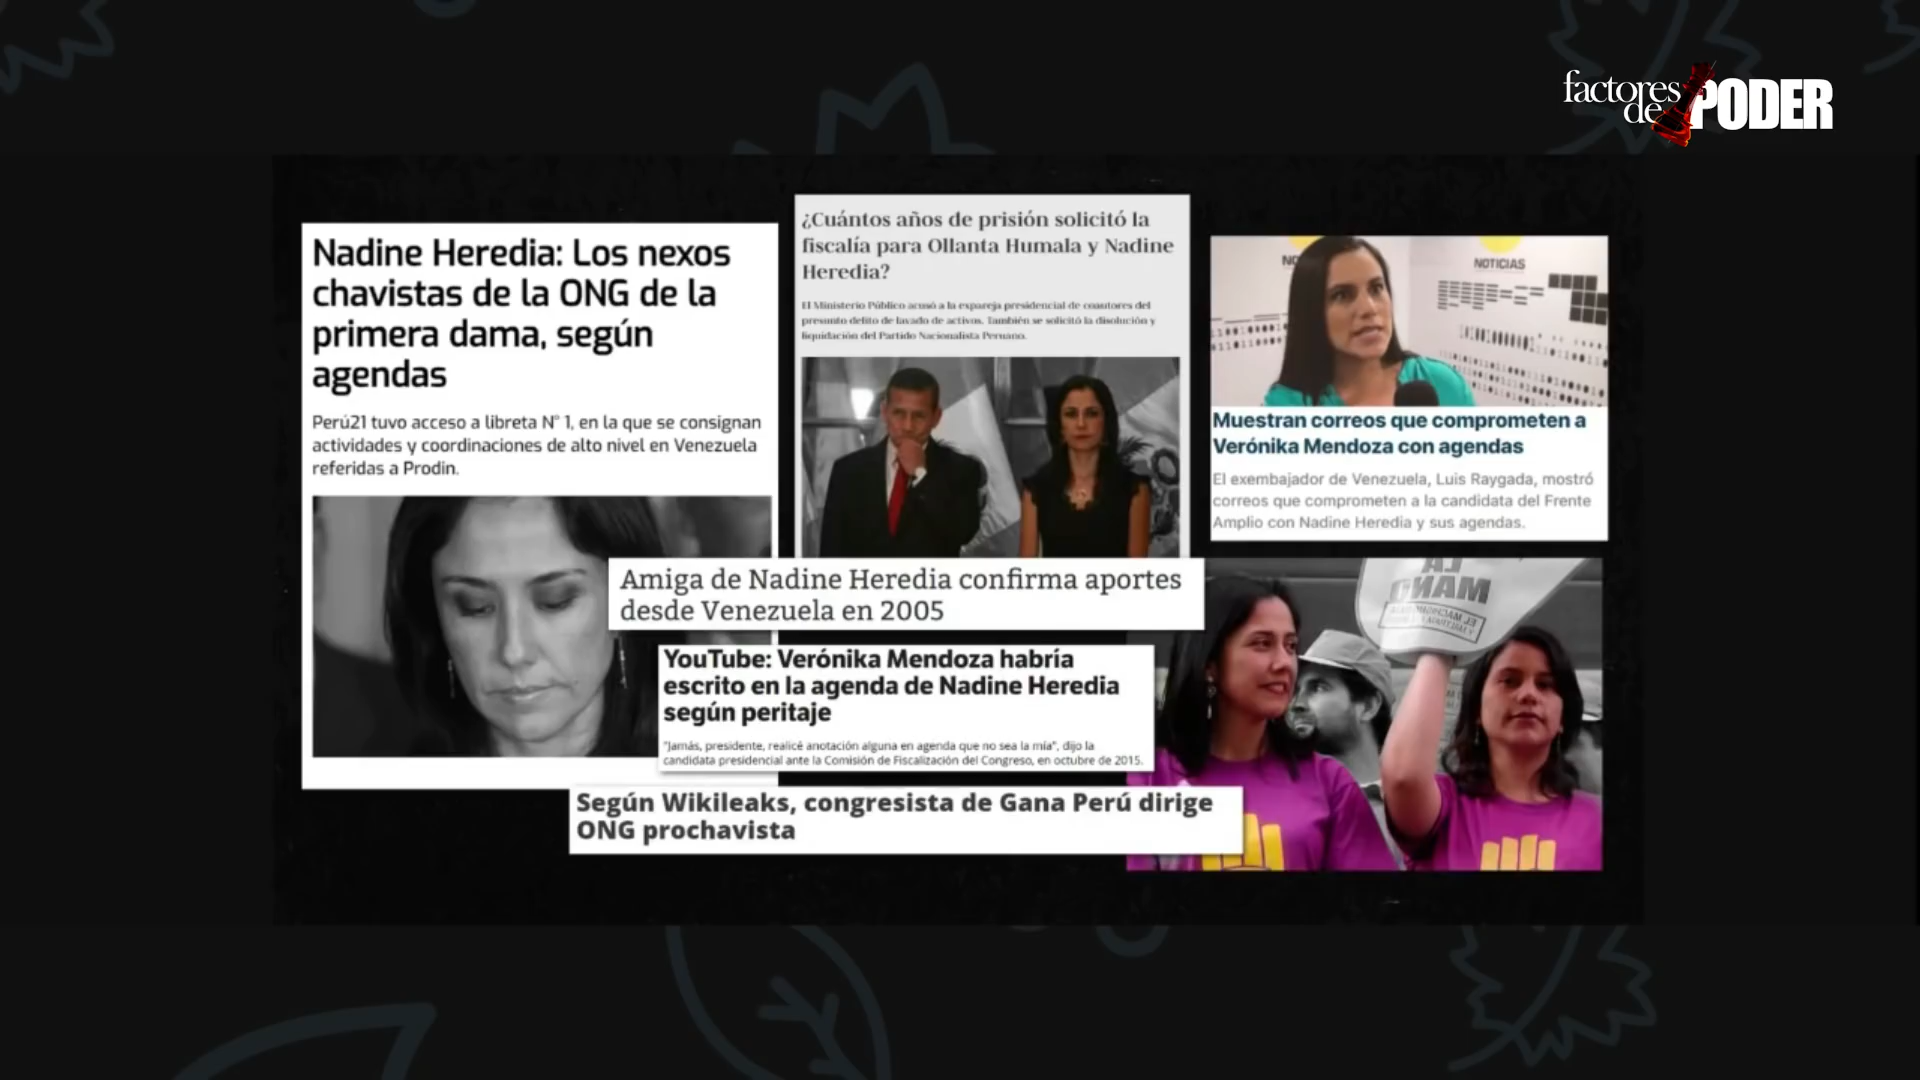 factores
de PODER
Nadine Heredia: Los nexos
chavistas de la ONG de la
primera dama, según
agendas
Perú21 tuvo acceso a libreta N° 1, en la que se consignan
actividades y coordinaciones de alto nivel en Venezuela
referidas a Prodin.
¿Cuántos años de prisión solicitó la
fiscalía para Ollanta Humala y Nadine
Heredia?
El Ministerio Público acusó a la expareja presidencial de coautores del
presunto delito de lavado de activos. También se solicitó la disolución y
liquidación del Partido Nacionalista Peruano.
NO
NOTICIAS
Muestran correos que comprometen a
Verónika Mendoza con agendas
El exembajador de Venezuela, Luis Raygada, mostró
correos que comprometen a la candidata del Frente
Amplio con Nadine Heredia y sus agendas.
Amiga de Nadine Heredia confirma aportes
desde Venezuela en 2005
LA
MANO
YouTube: Verónika Mendoza habría
escrito en la agenda de Nadine Heredia
según peritaje
"Jamás, presidente, realicé anotación alguna en agenda que no sea la mía", dijo la
candidata presidencial ante la Comisión de Fiscalización del Congreso, en octubre de 2015.
Según Wikileaks, congresista de Gana Perú dirige
ONG prochavista